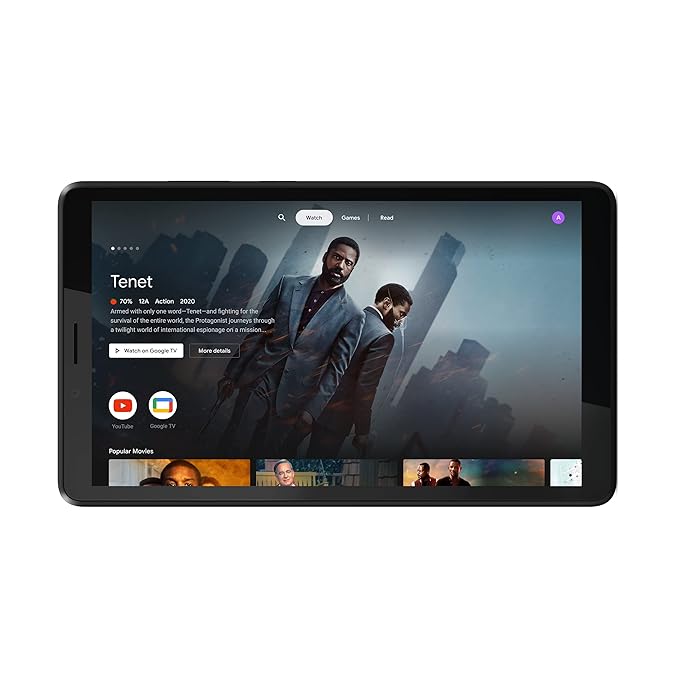 Watch Games Read A
Tenet
70% 12A Action 2020
Armed with only one word—Tenet—and fighting for the
survival of the entire world, the Protagonist journeys through
a twilight world of international espionage on a mission...
Watch on Google TV More details
YouTube Google TV
Popular Movies